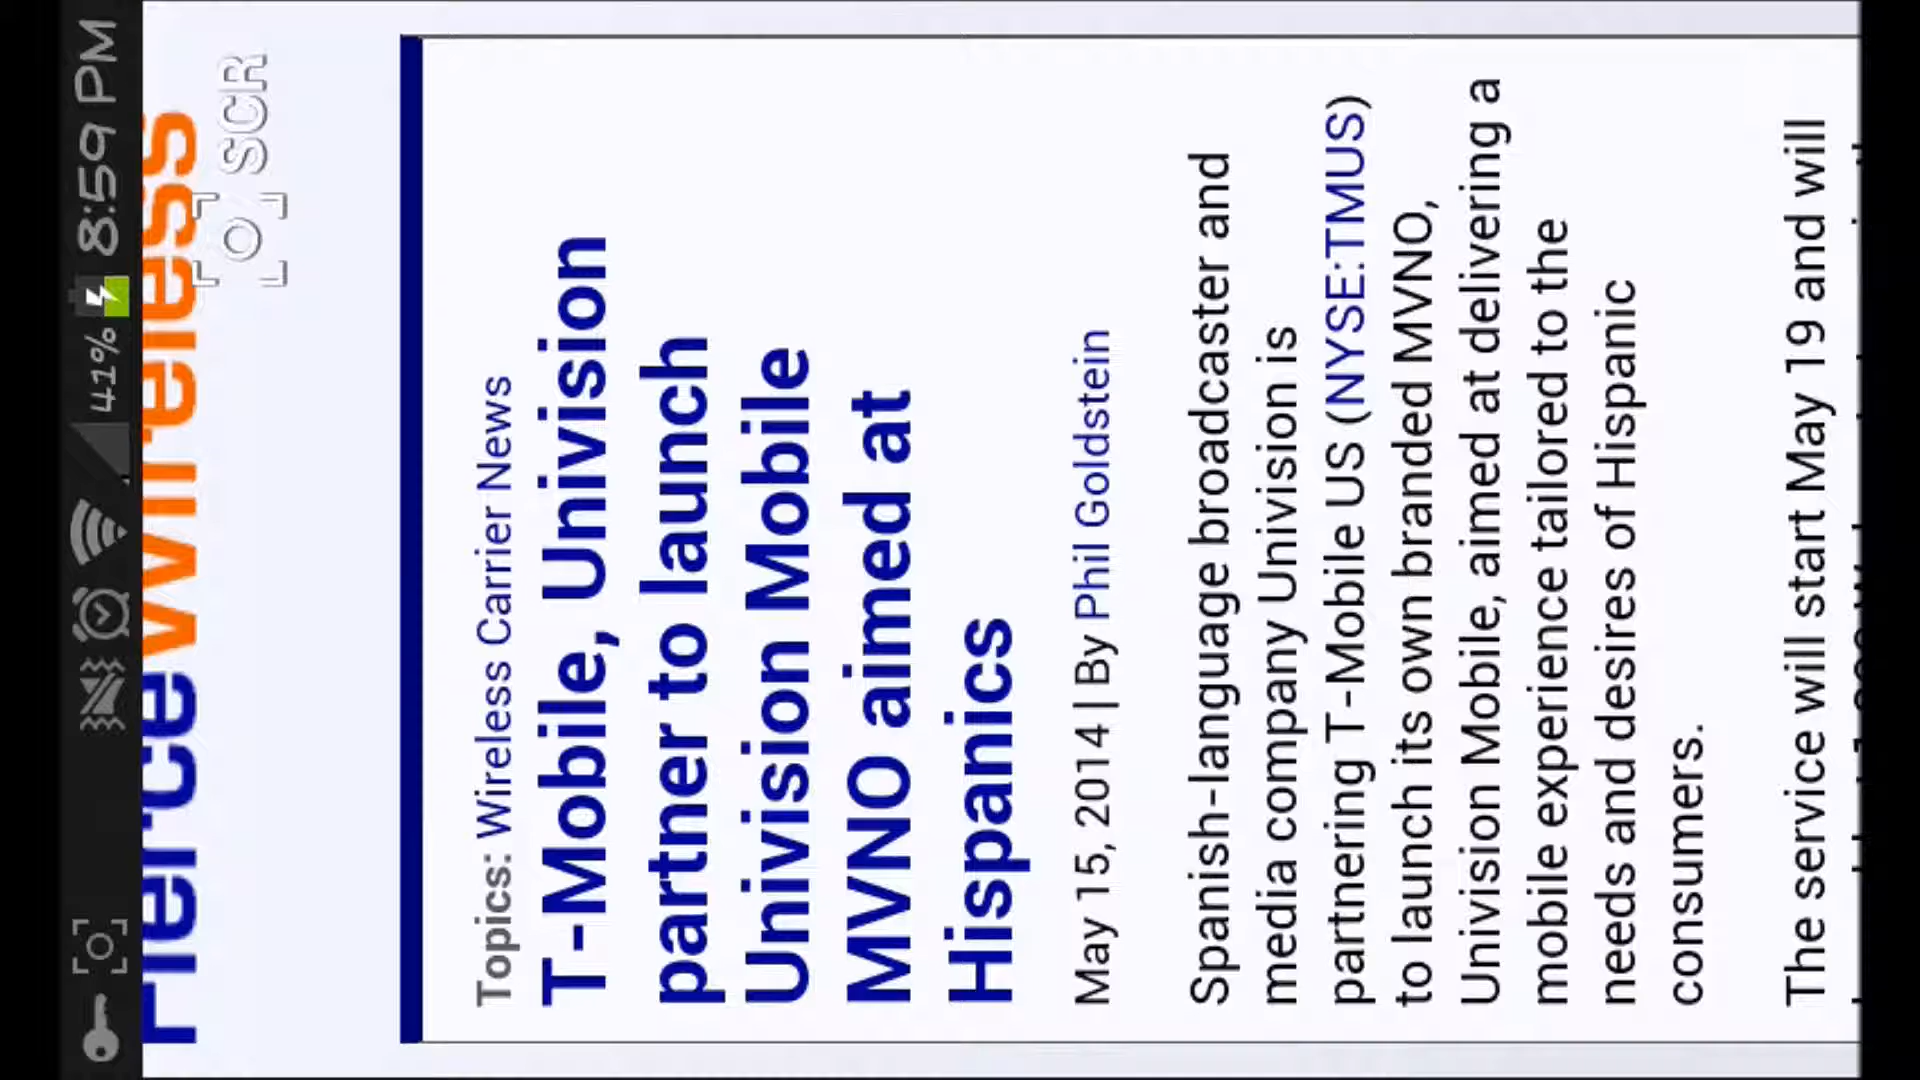 41% 8:59 PM
FierceWireless
SCR
Topics: Wireless Carrier News
T-Mobile, Univision
partner to launch
Univision Mobile
MVNO aimed at
Hispanics
May 15, 2014 | By Phil Goldstein
Spanish-language broadcaster and
media company Univision is
partnering T-Mobile US (NYSE:TMUS)
to launch its own branded MVNO,
Univision Mobile, aimed at delivering a
mobile experience tailored to the
needs and desires of Hispanic
consumers.
The service will start May 19 and will